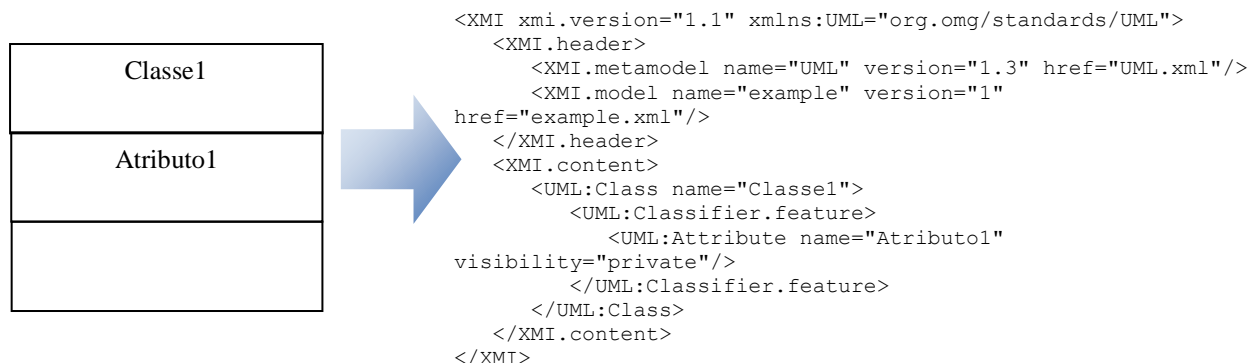 Classe1
Atributo1
<XMI xmi.version="1.1" xmlns:UML="org.omg/standards/UML">
   <XMI.header>
      <XMI.metamodel name="UML" version="1.3" href="UML.xml"/>
      <XMI.model name="example" version="1"
href="example.xml"/>
   </XMI.header>
   <XMI.content>
      <UML:Class name="Classe1">
         <UML:Classifier.feature>
            <UML:Attribute name="Atributo1"
visibility="private"/>
         </UML:Classifier.feature>
      </UML:Class>
   </XMI.content>
</XMI>